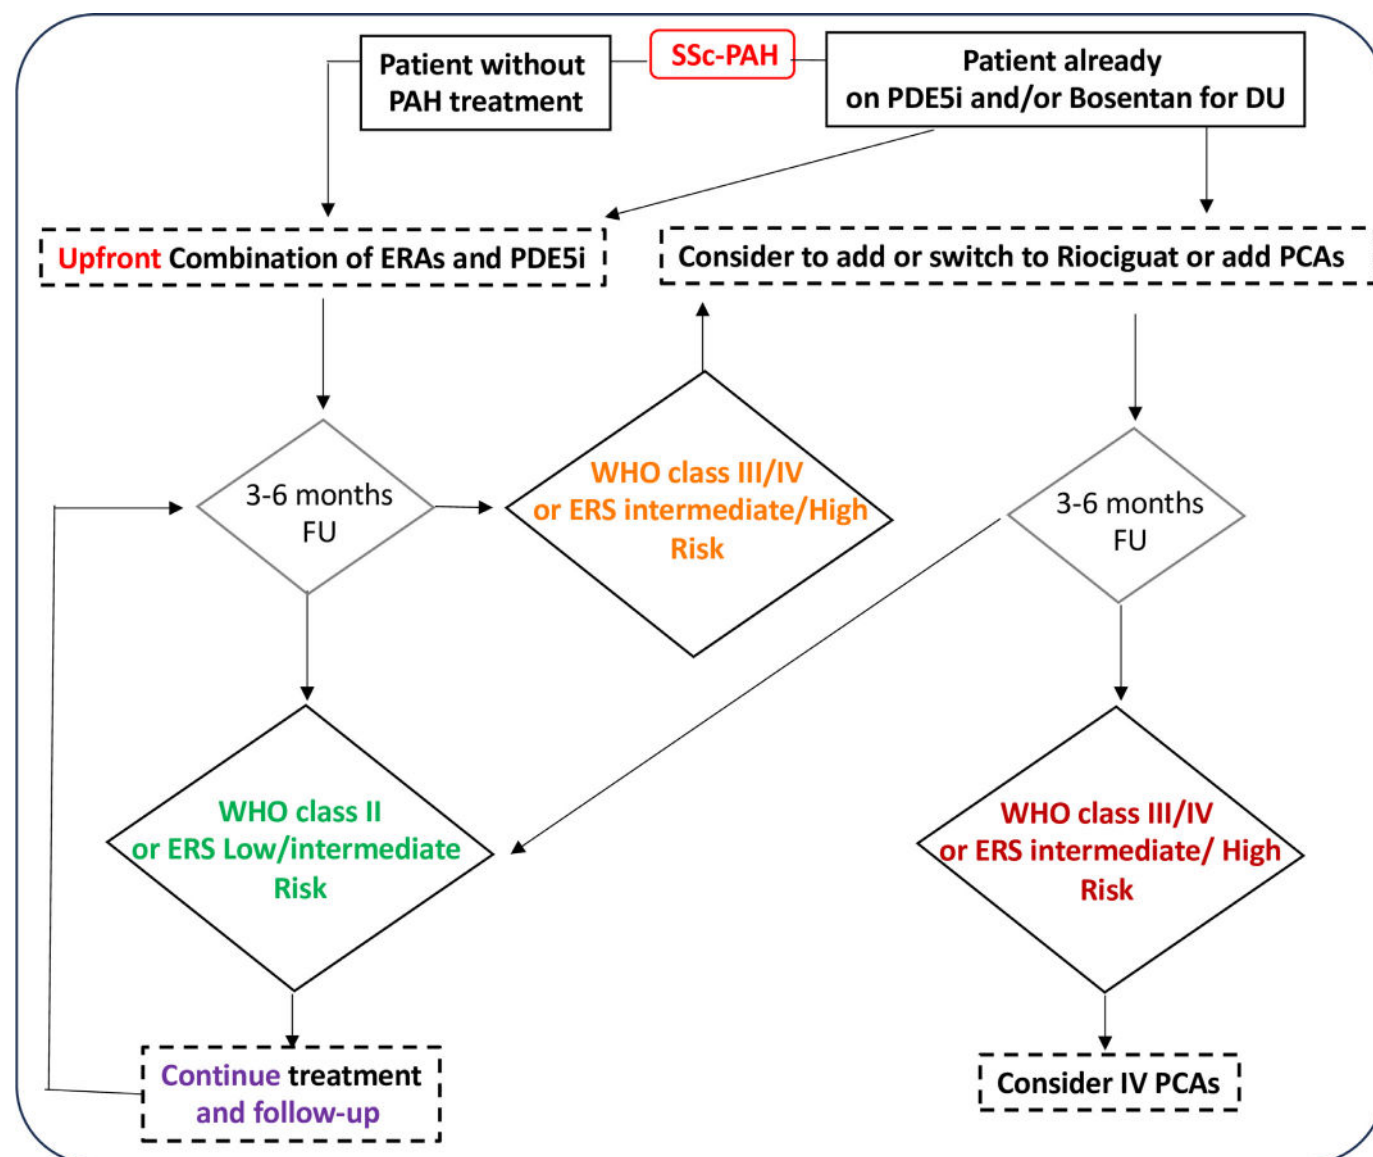 SSc-PAH
Patient without
PAH treatment
Patient already
on PDE5i and/or Bosentan for DU
Upfront Combination of ERAs and PDE5i
Consider to add or switch to Riociguat or add PCAs
3-6 months
FU
WHO class III/IV
or ERS intermediate/High
Risk
3-6 months
FU
WHO class II
or ERS Low/intermediate
Risk
WHO class III/IV
or ERS intermediate/ High
Risk
Continue treatment
and follow-up
Consider IV PCAs